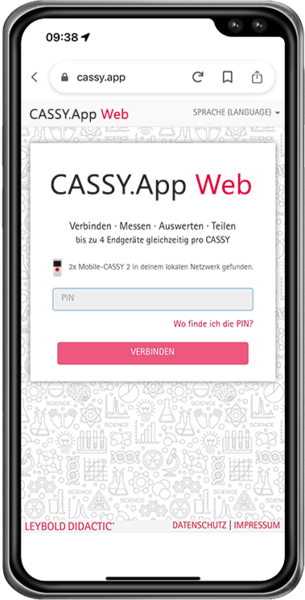 09:38
cassy.app
CASSY.App Web
SPRACHE (LANGUAGE)
CASSY.App Web
Verbinden · Messen · Auswerten · Teilen
bis zu 4 Endgeräte gleichzeitig pro CASSY
2x Mobile-CASSY 2 in deinem lokalen Netzwerk gefunden.
PIN
Wo finde ich die PIN?
VERBINDEN
LEYBOLD DIDACTIC
DATENSCHUTZ | IMPRESSUM